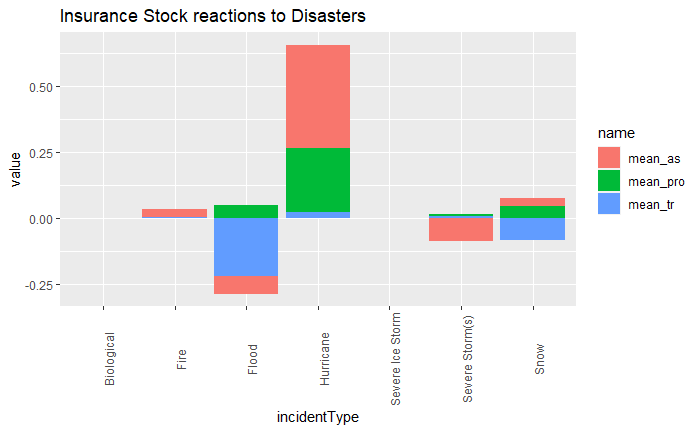 Insurance Stock reactions to Disasters
value
0.50
0.25
0.00
-0.25
Biological
Fire
Flood
Hurricane
Severe Ice Storm
Severe Storm(s)
Snow
incidentType
name
mean_as
mean_pro
mean_tr